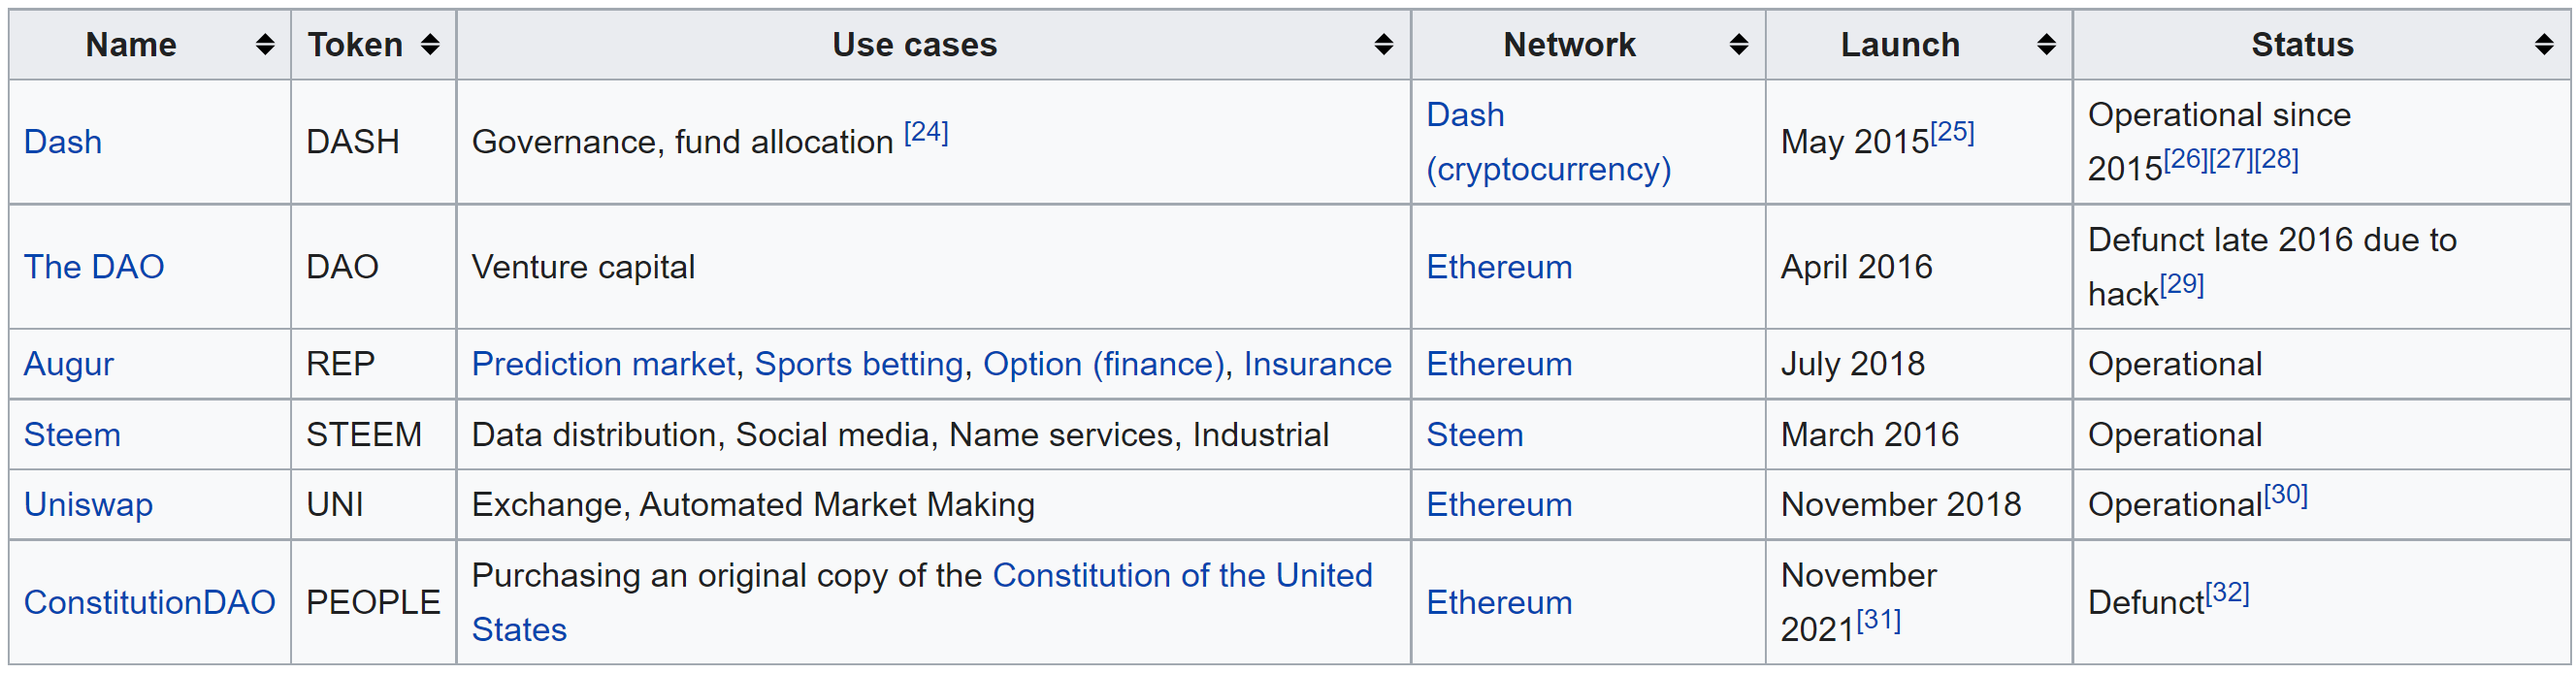 Name Token Use cases Network Launch Status
Dash DASH Governance, fund allocation [24] Dash (cryptocurrency) May 2015[25] Operational since 2015[26][27][28]
The DAO DAO Venture capital Ethereum April 2016 Defunct late 2016 due to hack[29]
Augur REP Prediction market, Sports betting, Option (finance), Insurance Ethereum July 2018 Operational
Steem STEEM Data distribution, Social media, Name services, Industrial Steem March 2016 Operational
Uniswap UNI Exchange, Automated Market Making Ethereum November 2018 Operational[30]
ConstitutionDAO PEOPLE Purchasing an original copy of the Constitution of the United States Ethereum November 2021[31] Defunct[32]